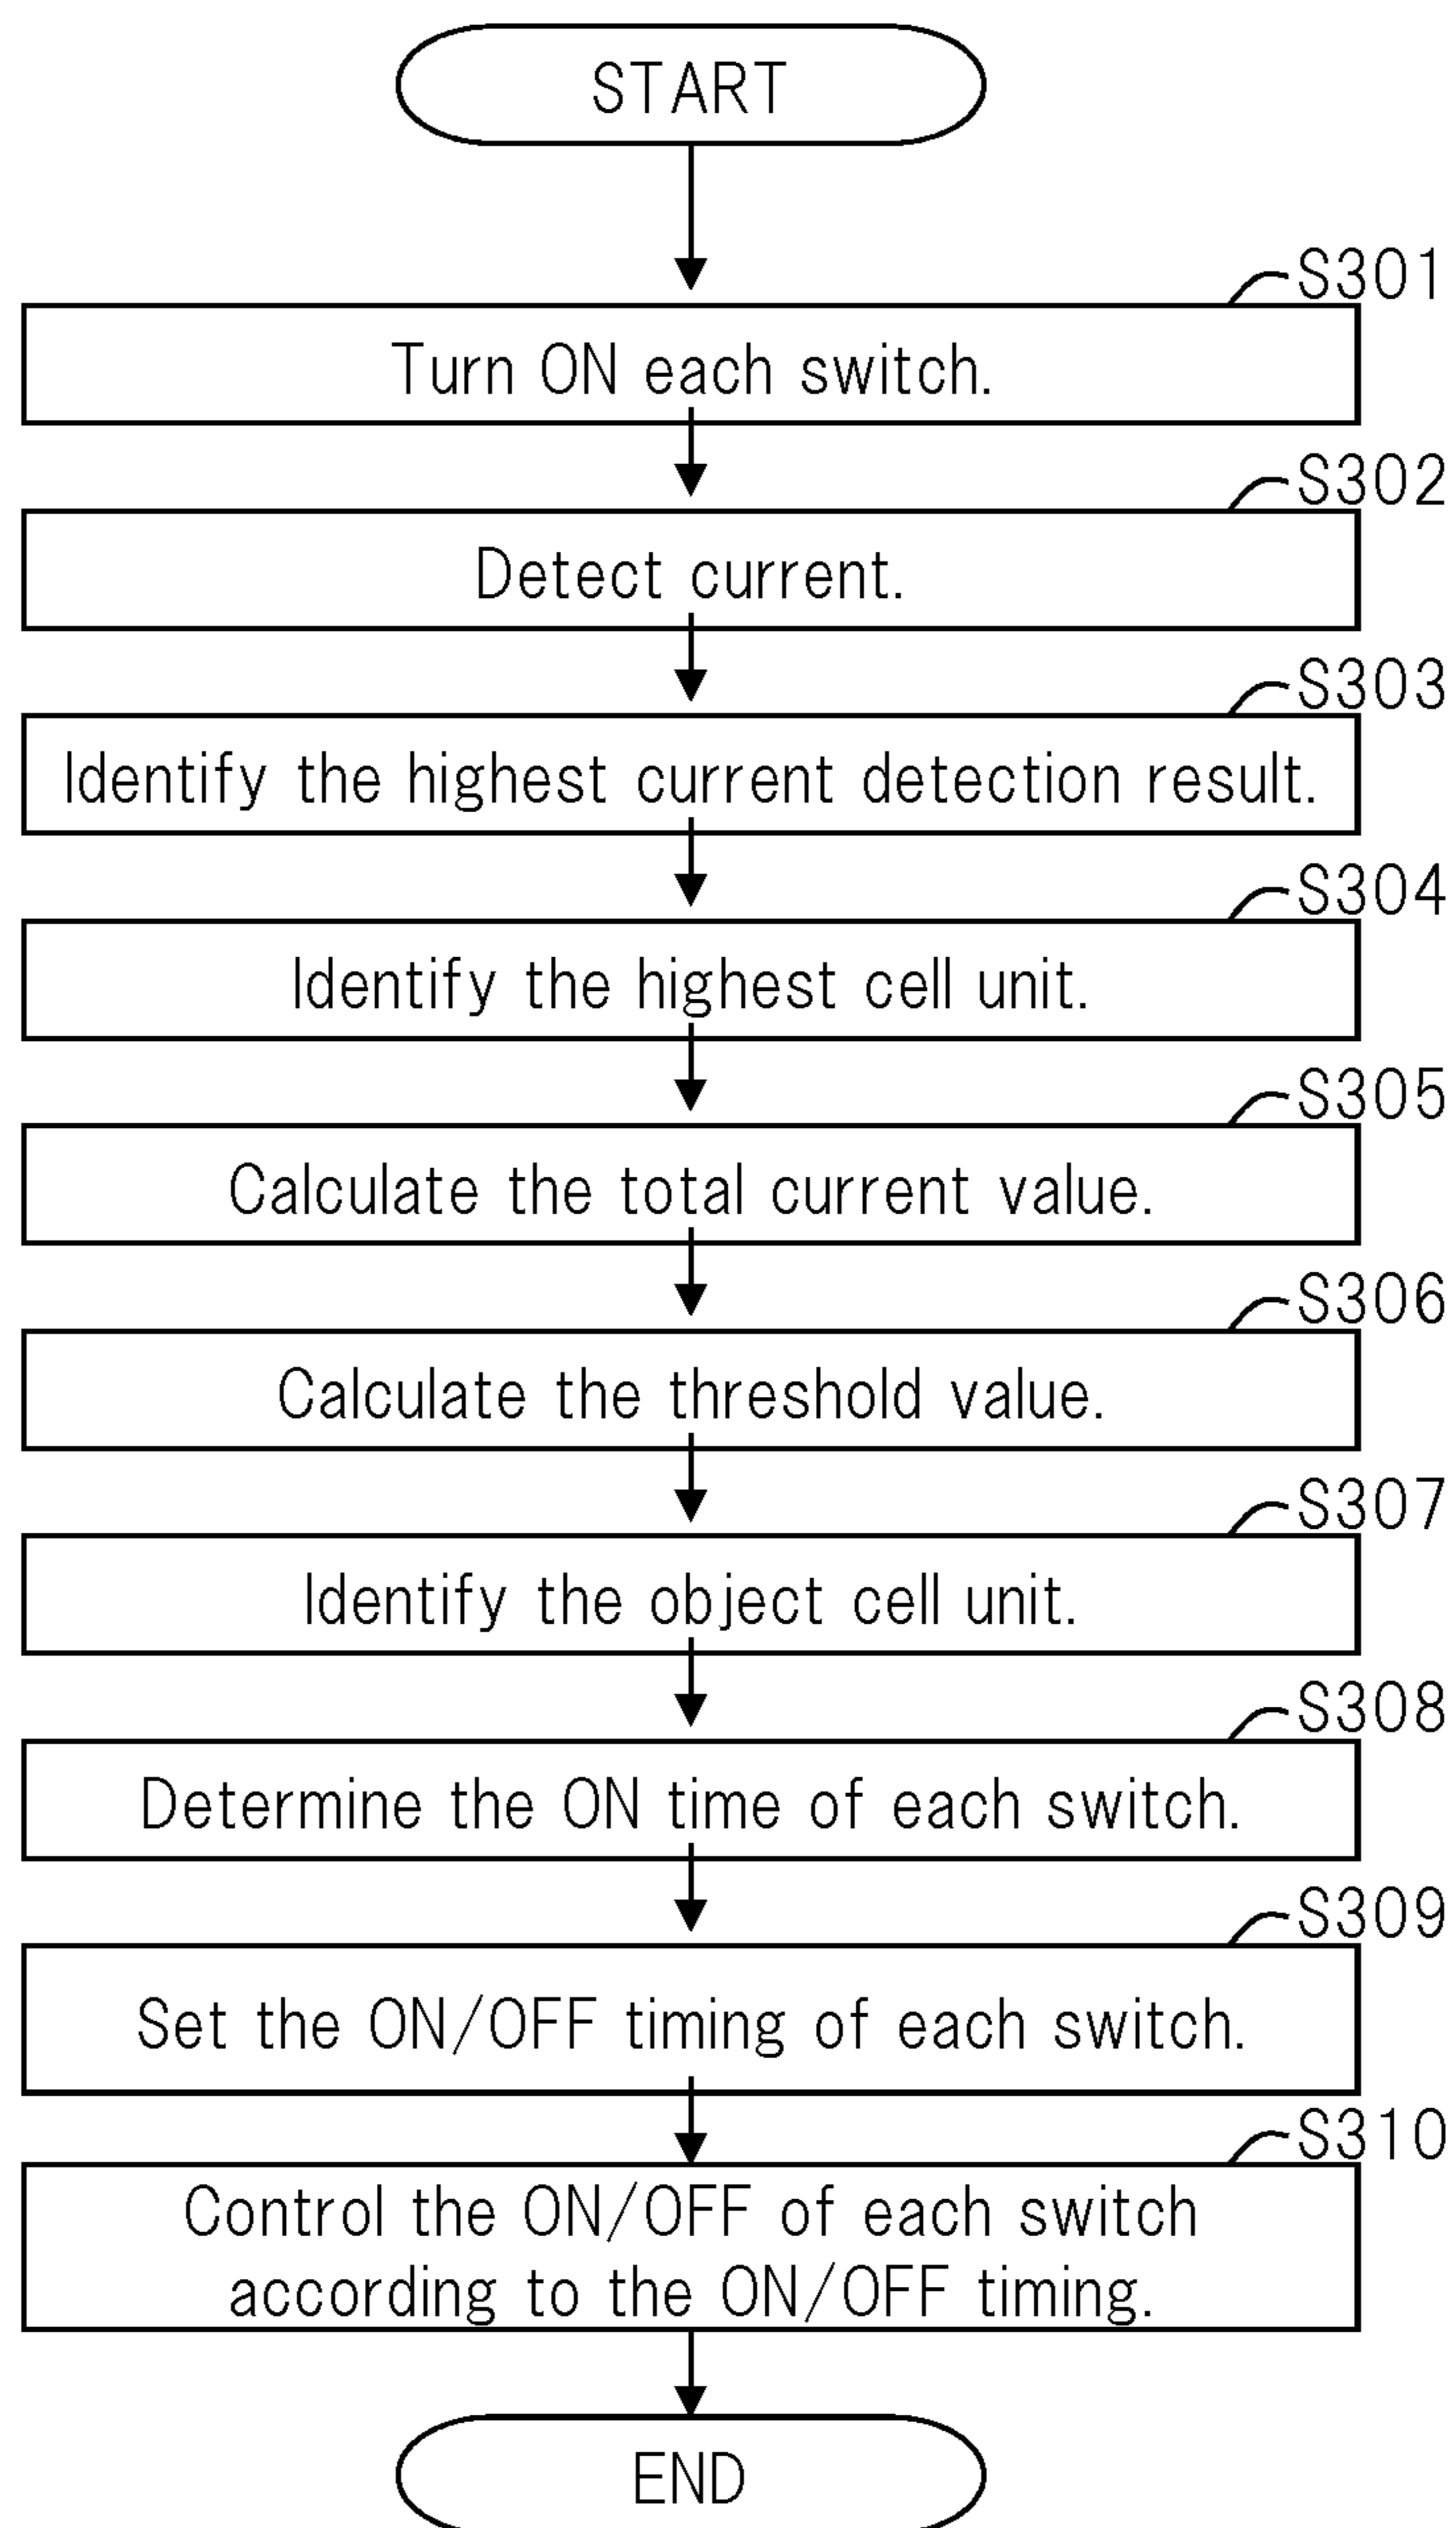 START
S301
Turn ON each switch.
S302
Detect current.
S303
Identify the highest current detection result.
S304
Identify the highest cell unit.
S305
Calculate the total current value.
S306
Calculate the threshold value.
S307
Identify the object cell unit.
S308
Determine the ON time of each switch.
S309
Set the ON/OFF timing of each switch.
S310
Control the ON/OFF of each switch
according to the ON/OFF timing.
END